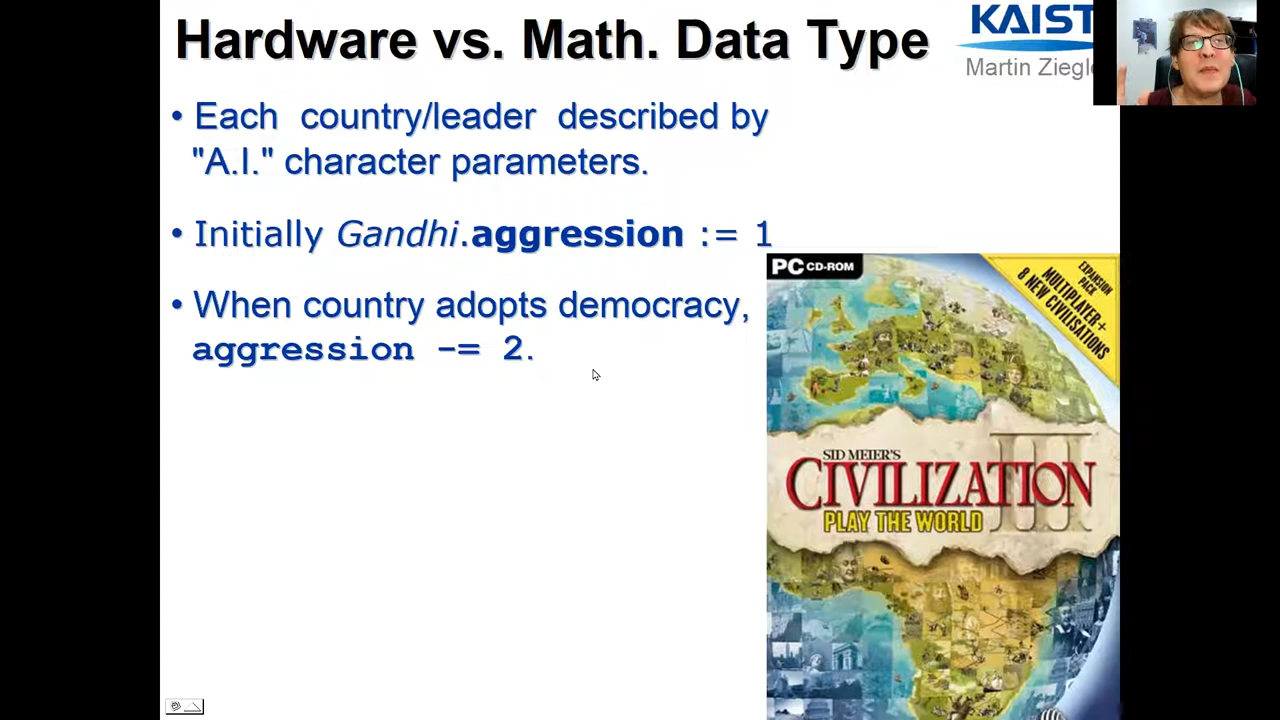 Hardware vs. Math. Data Type
KAIST
Martin Ziegl
• Each country/leader described by
"A.I." character parameters.
• Initially Gandhi.aggression := 1
• When country adopts democracy,
aggression -= 2.
PC CD-ROM
EXPANSION
PACK
MULTIPLAYER +
8 NEW CIVILISATIONS
SID MEIER'S
CIVILIZATION
III
PLAY THE WORLD